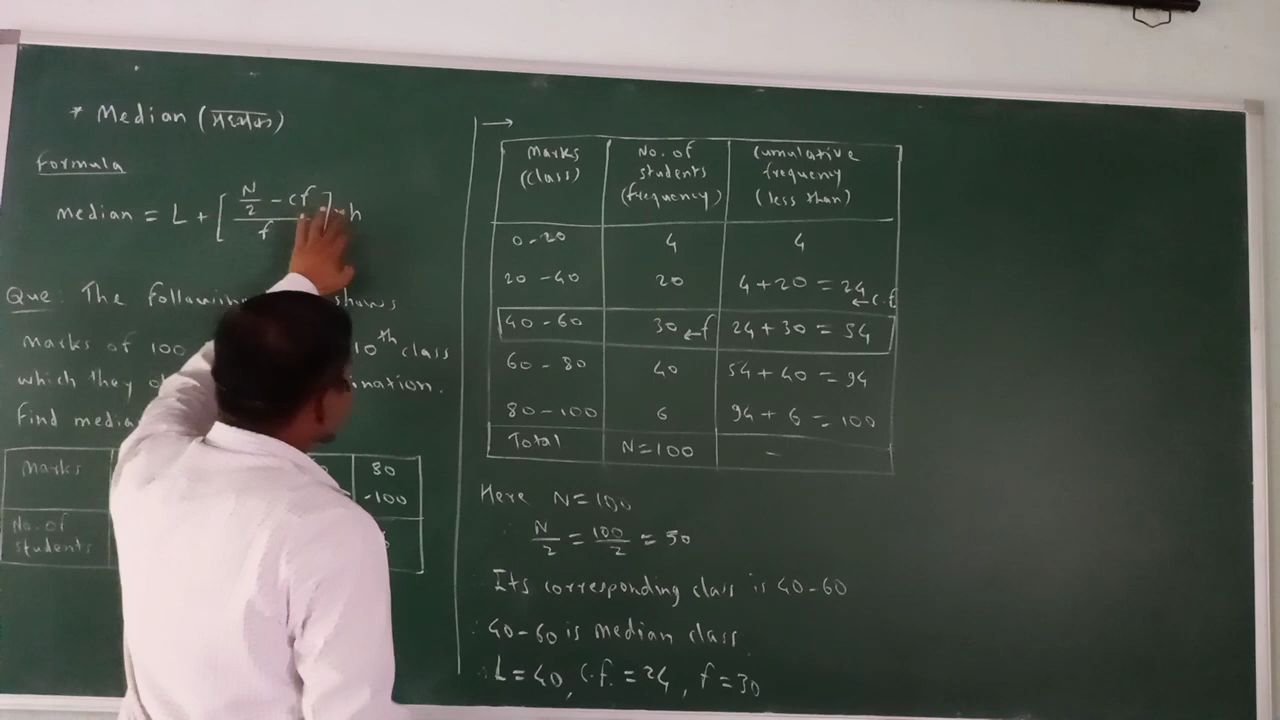 * Median (मध्यक)
Formula
median = L + [ (N/2 - cf) / f ] × h
Que: The following shows
marks of 100 10th class
which they nation.
Find media
Marks 80 -100
No. of students
→
Marks (class) No. of students (frequency) Cumulative frequency (less than)
0-20 4 4
20-40 20 4+20=24 ←c.f
40-60 30 ←f 24+30=54
60-80 40 54+40=94
80-100 6 94+6=100
Total N=100 -
Here N=100
∴ N/2 = 100/2 = 50
Its corresponding class is 40-60
∴ 40-60 is median class.
∴ L=40, c.f. = 24, f=30